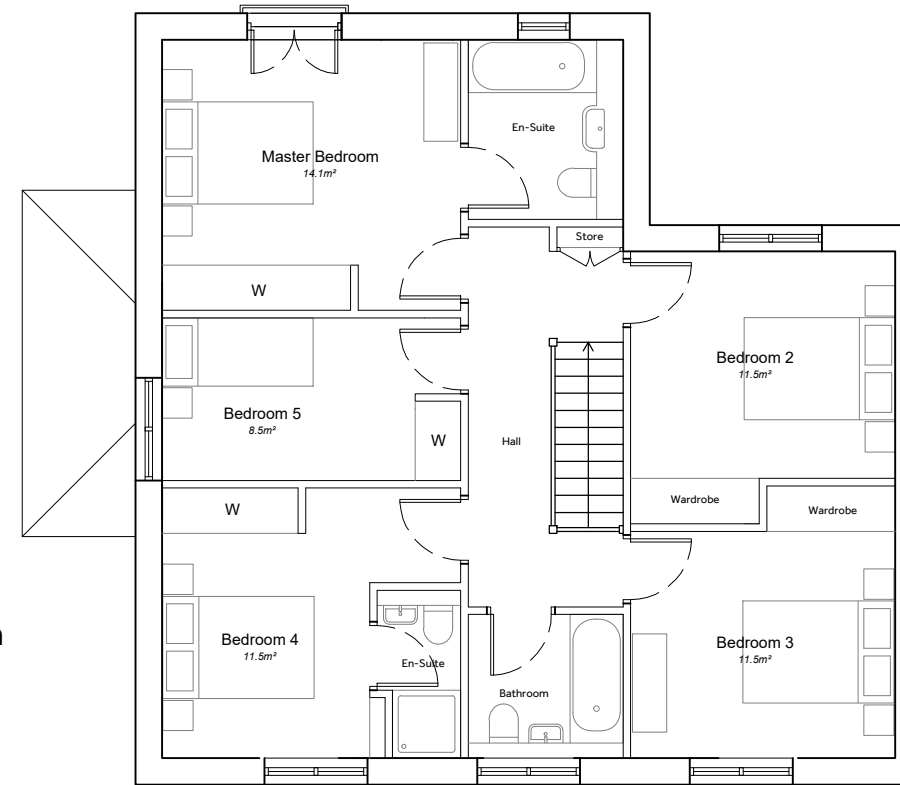 En-Suite
Master Bedroom
14.1m²
Store
W
Bedroom 2
11.5m²
Bedroom 5
8.5m²
W
Hall
Wardrobe
Wardrobe
W
Bedroom 4
11.5m²
En-Suite
Bedroom 3
11.5m²
Bathroom